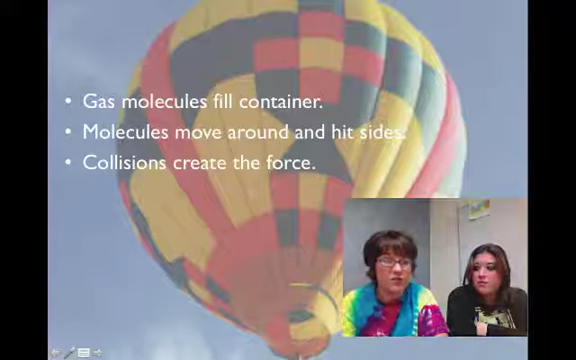 • Gas molecules fill container.
• Molecules move around and hit sides.
• Collisions create the force.